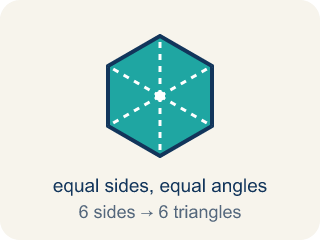 equal sides, equal angles
6 sides → 6 triangles